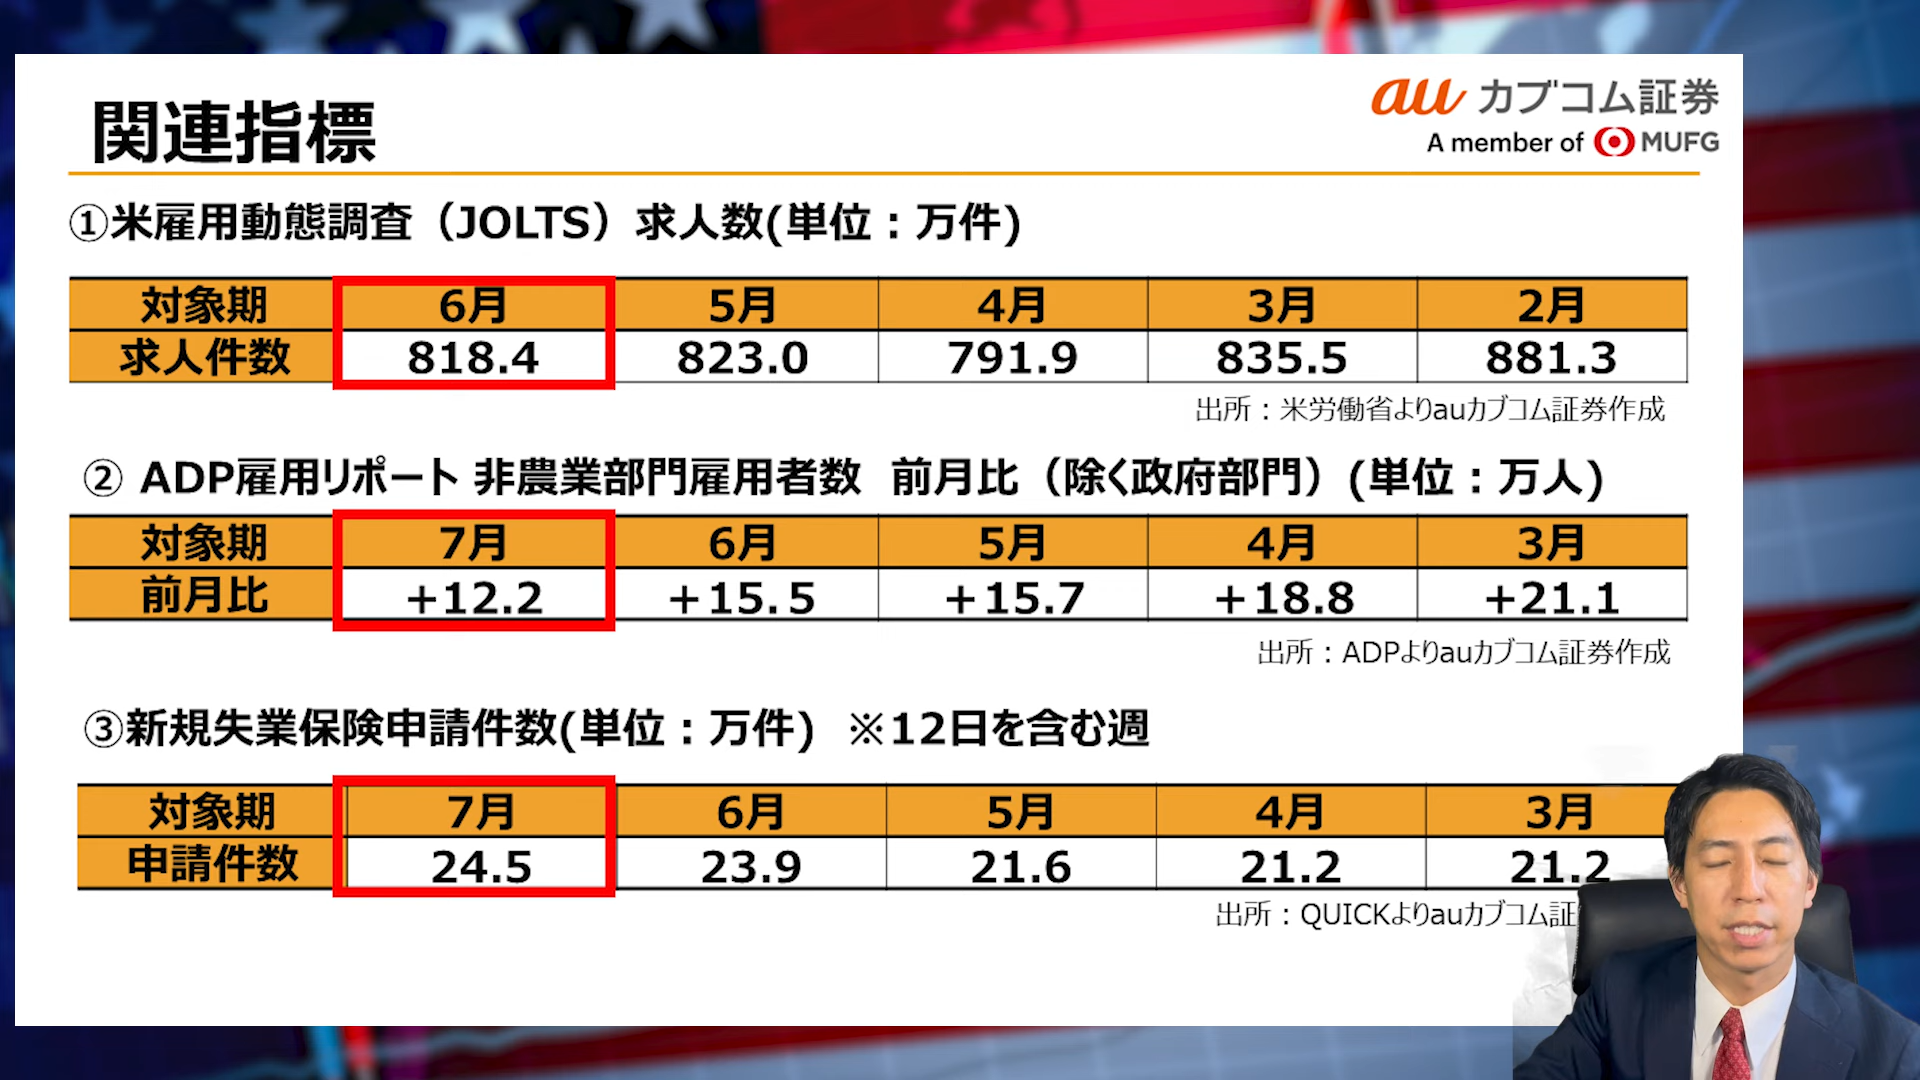 関連指標
au カブコム証券
A member of MUFG
①米雇用動態調査（JOLTS）求人数(単位：万件)
対象期 6月 5月 4月 3月 2月
求人件数 818.4 823.0 791.9 835.5 881.3
出所：米労働省よりauカブコム証券作成
② ADP雇用リポート 非農業部門雇用者数 前月比（除く政府部門）(単位：万人)
対象期 7月 6月 5月 4月 3月
前月比 +12.2 +15.5 +15.7 +18.8 +21.1
出所：ADPよりauカブコム証券作成
③新規失業保険申請件数(単位：万件) ※12日を含む週
対象期 7月 6月 5月 4月 3月
申請件数 24.5 23.9 21.6 21.2 21.2
出所：QUICKよりauカブコム証